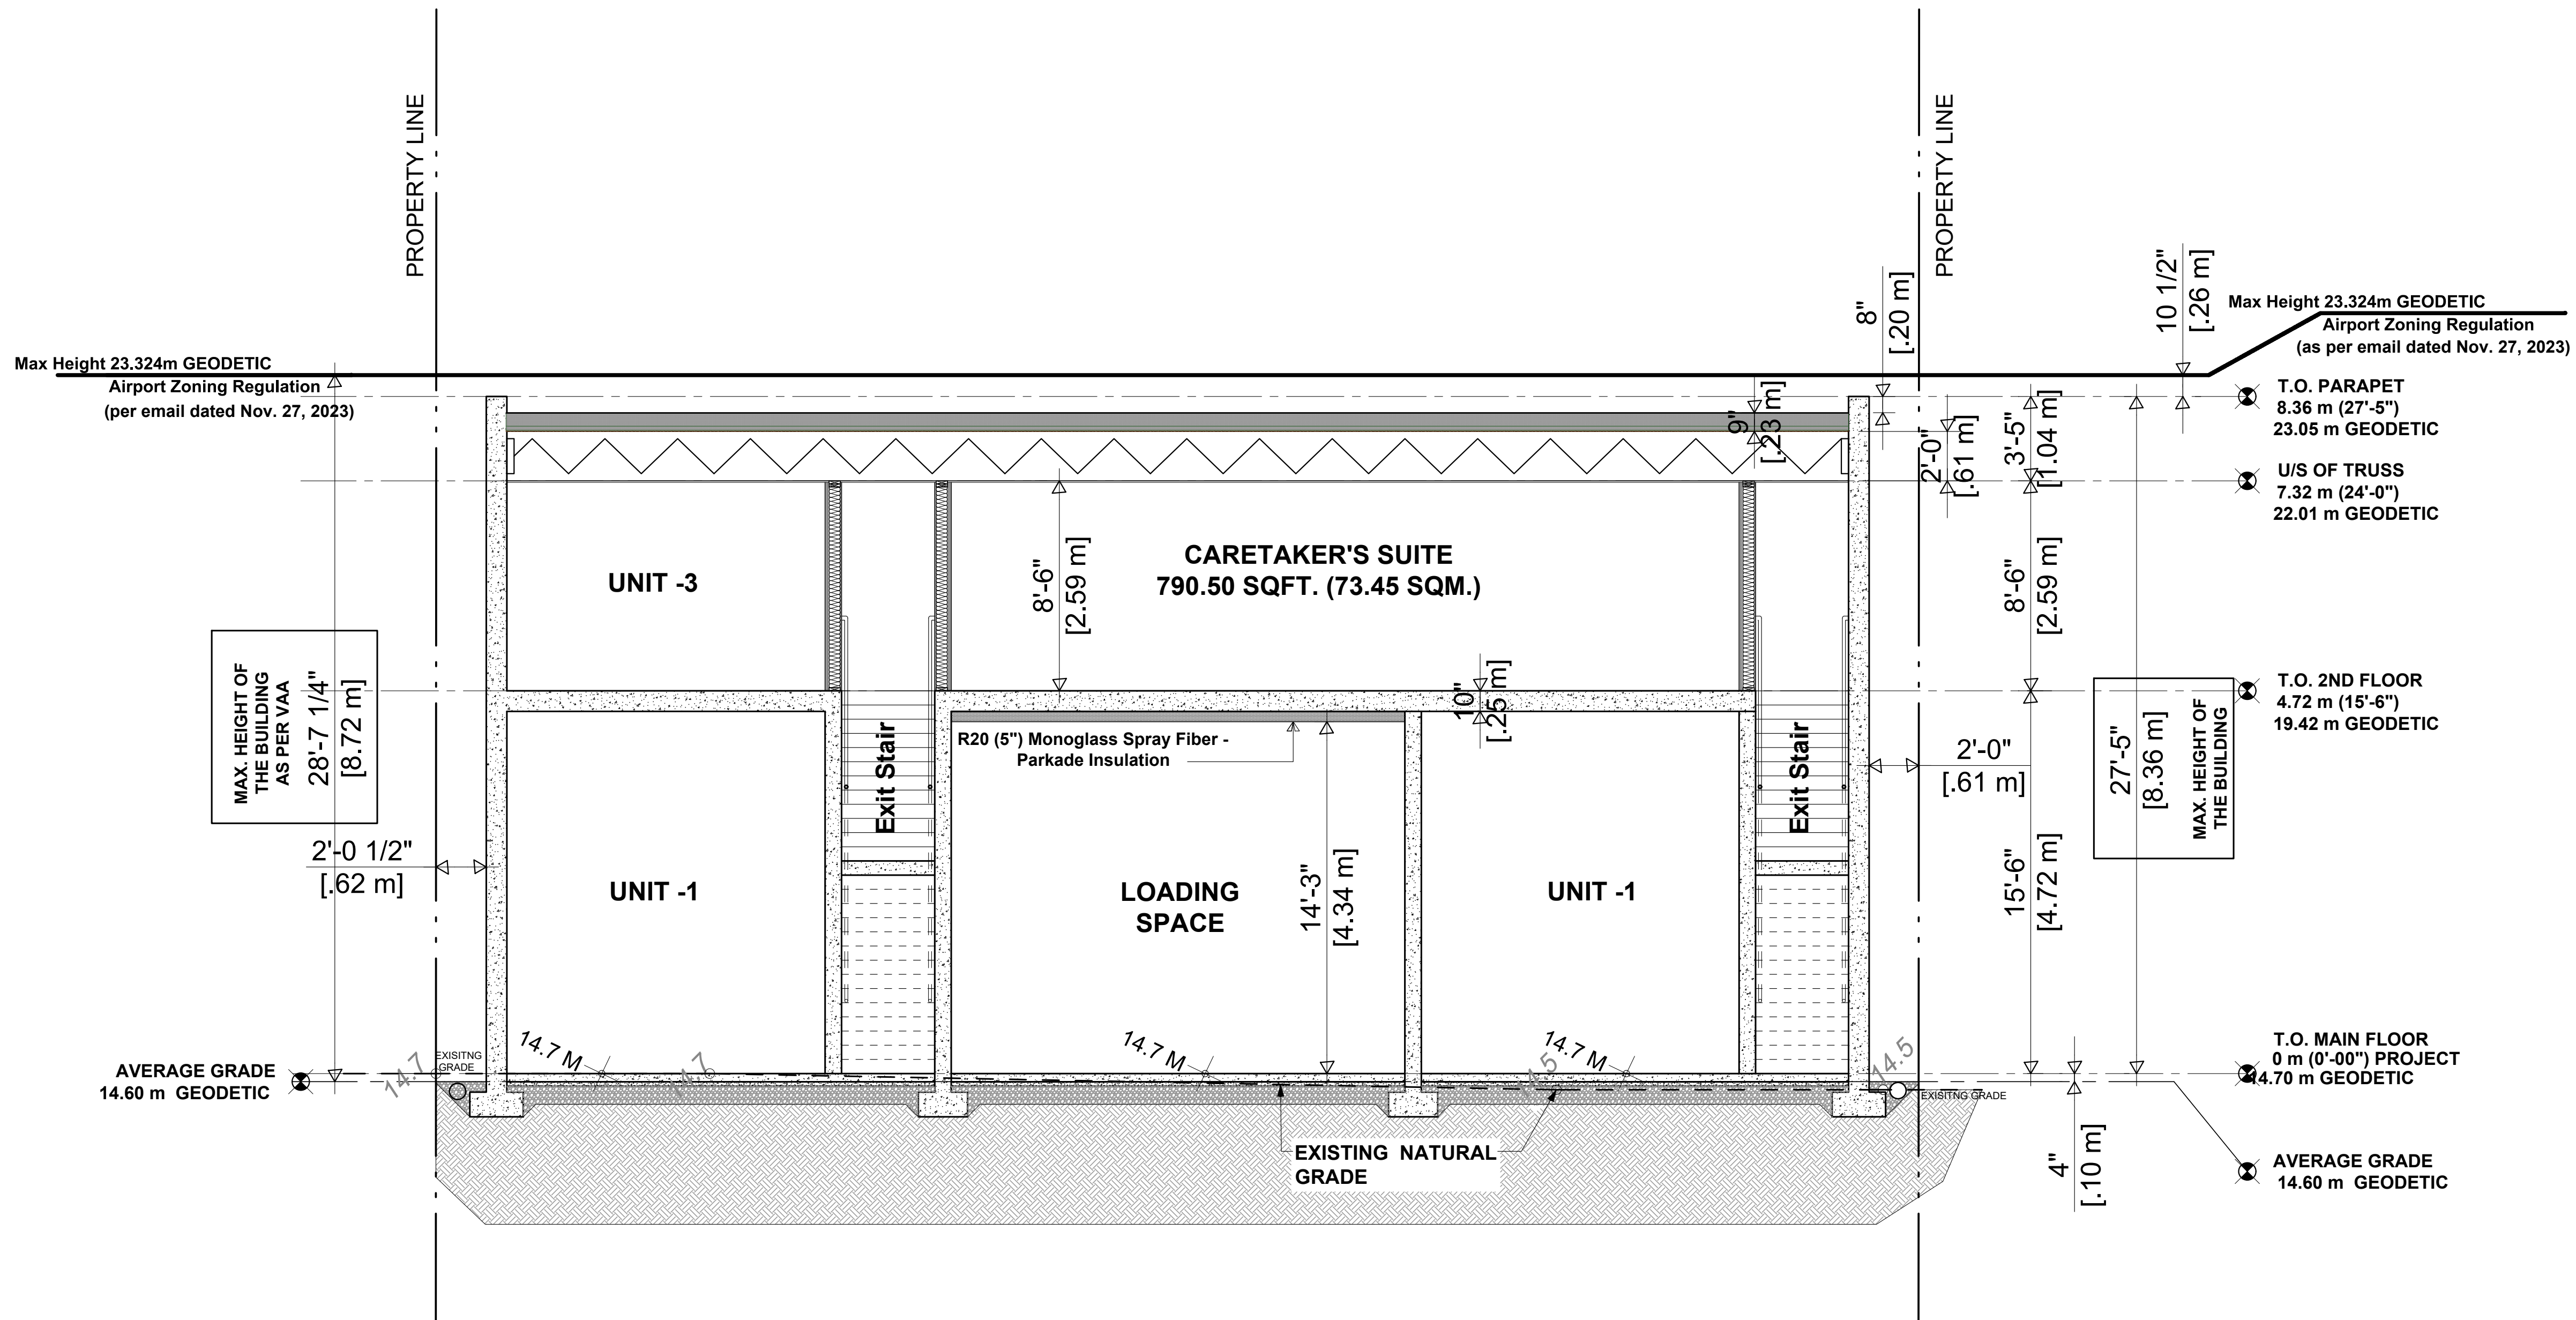 PROPERTY LINE
PROPERTY LINE
Max Height 23.324m GEODETIC
Airport Zoning Regulation
(per email dated Nov. 27, 2023)
8"
[.20 m]
10 1/2"
[.26 m]
Max Height 23.324m GEODETIC
Airport Zoning Regulation
(as per email dated Nov. 27, 2023)
T.O. PARAPET
8.36 m (27'-5")
23.05 m GEODETIC
9"
[.23 m]
2'-0"
[.61 m]
3'-5"
[1.04 m]
U/S OF TRUSS
7.32 m (24'-0")
22.01 m GEODETIC
UNIT -3
8'-6"
[2.59 m]
CARETAKER'S SUITE
790.50 SQFT. (73.45 SQM.)
8'-6"
[2.59 m]
MAX. HEIGHT OF
THE BUILDING
AS PER VAA
28'-7 1/4"
[8.72 m]
10"
[.25 m]
T.O. 2ND FLOOR
4.72 m (15'-6")
19.42 m GEODETIC
R20 (5") Monoglass Spray Fiber -
Parkade Insulation
Exit Stair
Exit Stair
2'-0"
[.61 m]
27'-5"
[8.36 m]
MAX. HEIGHT OF
THE BUILDING
2'-0 1/2"
[.62 m]
UNIT -1
LOADING
SPACE
14'-3"
[4.34 m]
UNIT -1
15'-6"
[4.72 m]
AVERAGE GRADE
14.60 m GEODETIC
14.7
EXISITNG
GRADE
14.7 M
14.7
14.7 M
14.5
14.7 M
14.5
EXISITNG GRADE
T.O. MAIN FLOOR
0 m (0'-00") PROJECT
14.70 m GEODETIC
EXISTING NATURAL
GRADE
4"
[.10 m]
AVERAGE GRADE
14.60 m GEODETIC